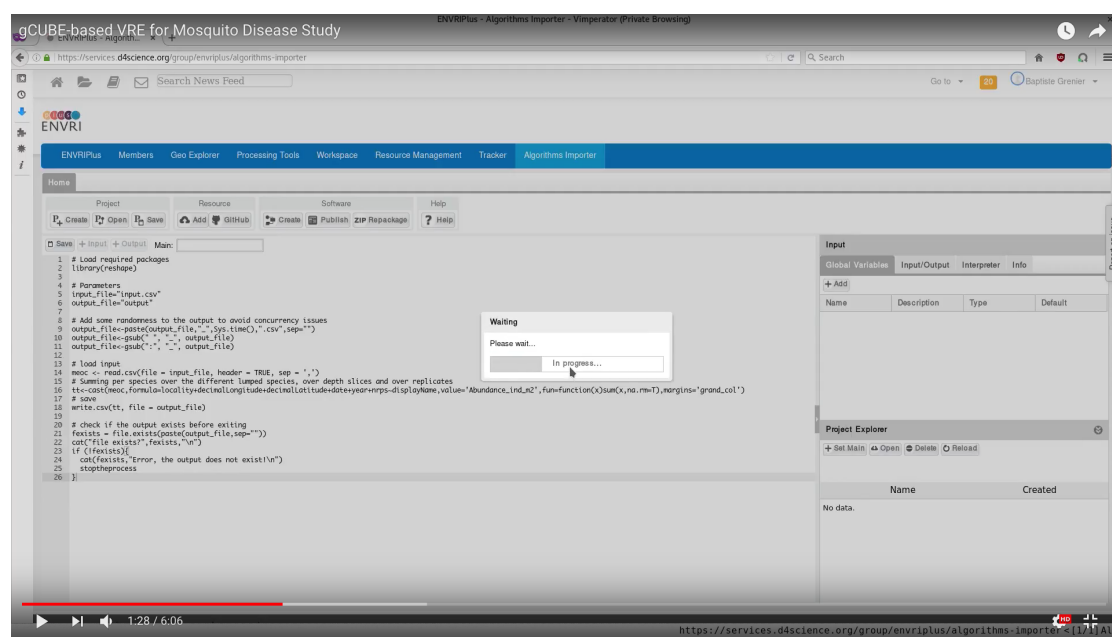 ENVRIPlus - Algorithms Importer - Vimperator (Private Browsing)
gCUBE-based VRE for Mosquito Disease Study
ENVRIPlus - Algorith...
https://services.d4science.org/group/envriplus/algorithms-importer
Search
Search News Feed
Go to
20
Baptiste Grenier
ENVRI
ENVRIPlus Members Geo Explorer Processing Tools Workspace Resource Management Tracker Algorithms Importer
Home
Project Resource Software Help
Create Open Save Add GitHub Create Publish ZIP Repackage ? Help
Save + Input + Output Main:
1 # Load required packages
2 library(reshape)
3
4 # Parameters
5 input_file="input.csv"
6 output_file="output"
7
8 # Add some randomness to the output to avoid concurrency issues
9 output_file<-paste(output_file,"_",Sys.time(),".csv",sep="")
10 output_file<-gsub(" ", "_", output_file)
11 output_file<-gsub(":", "_", output_file)
12
13 # load input
14 meoc <- read.csv(file = input_file, header = TRUE, sep = ',')
15 # Summing per species over the different lumped species, over depth slices and over replicates
16 tt<-cast(meoc,formula=locality+decimalLongitude+decimalLatitude+date+year+nrps~displayName,value='Abundance_ind_m2',fun=function(x)sum(x,na.rm=T),margins='grand_col')
17 # save
18 write.csv(tt, file = output_file)
19
20 # check if the output exists before exiting
21 fexists = file.exists(paste(output_file,sep=""))
22 cat("file exists?",fexists,"\n")
23 if (!fexists){
24 cat(fexists,"Error, the output does not exist!\n")
25 stoptheprocess
26 }
Waiting
Please wait...
In progress...
Input
Global Variables Input/Output Interpreter Info
+ Add
Name Description Type Default
Project Explorer
+ Set Main Open Delete Reload
Name Created
No data.
1:28 / 6:06
HD
https://services.d4science.org/group/envriplus/algorithms-importer